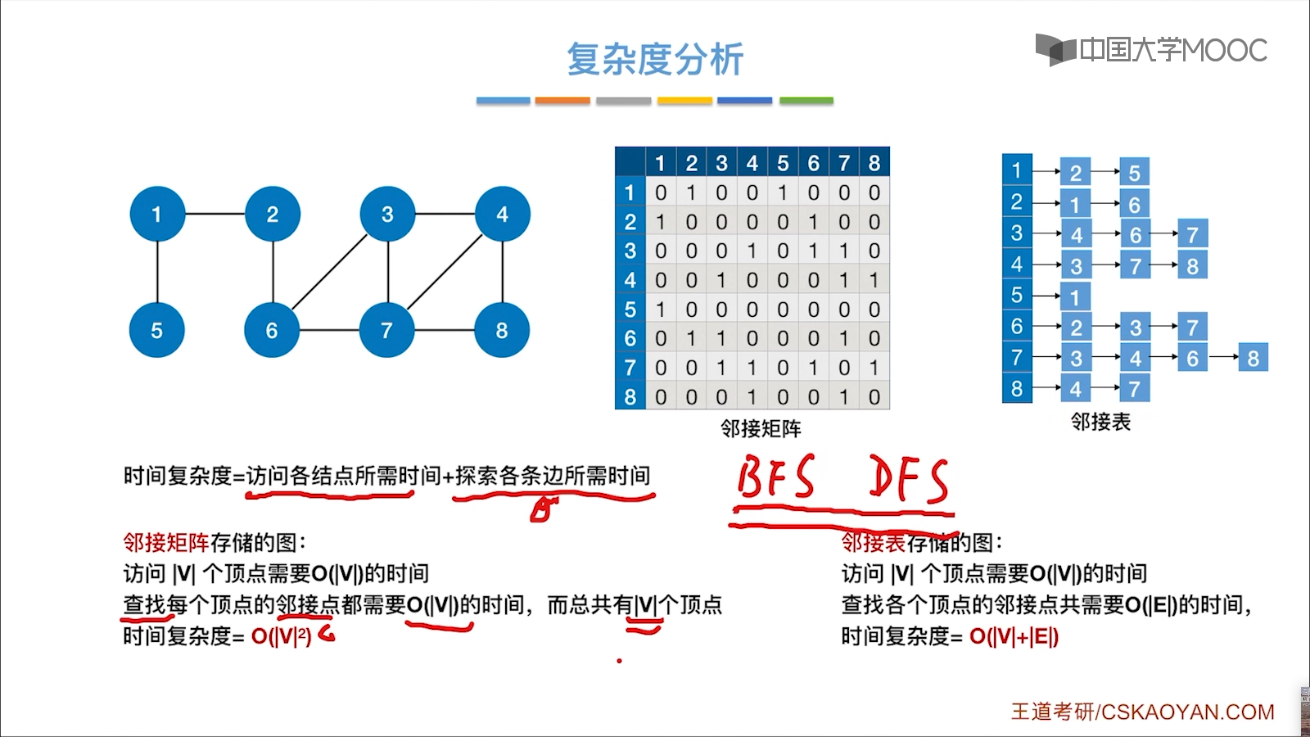 复杂度分析
中国大学MOOC
1 2 3 4
5 6 7 8
1 2 3 4 5 6 7 8
1 0 1 0 0 1 0 0 0
2 1 0 0 0 0 1 0 0
3 0 0 0 1 0 1 1 0
4 0 0 1 0 0 0 1 1
5 1 0 0 0 0 0 0 0
6 0 1 1 0 0 0 1 0
7 0 0 1 1 0 1 0 1
8 0 0 0 1 0 0 1 0
邻接矩阵
1 2 5
2 1 6
3 4 6 7
4 3 7 8
5 1
6 2 3 7
7 3 4 6 8
8 4 7
邻接表
时间复杂度=访问各结点所需时间+探索各条边所需时间
BFS DFS
邻接矩阵存储的图：
访问 |V| 个顶点需要O(|V|)的时间
查找每个顶点的邻接点都需要O(|V|)的时间，而总共有|V|个顶点
时间复杂度= O(|V|²)
邻接表存储的图：
访问 |V| 个顶点需要O(|V|)的时间
查找各个顶点的邻接点共需要O(|E|)的时间，
时间复杂度= O(|V|+|E|)
王道考研/CSKAOYAN.COM